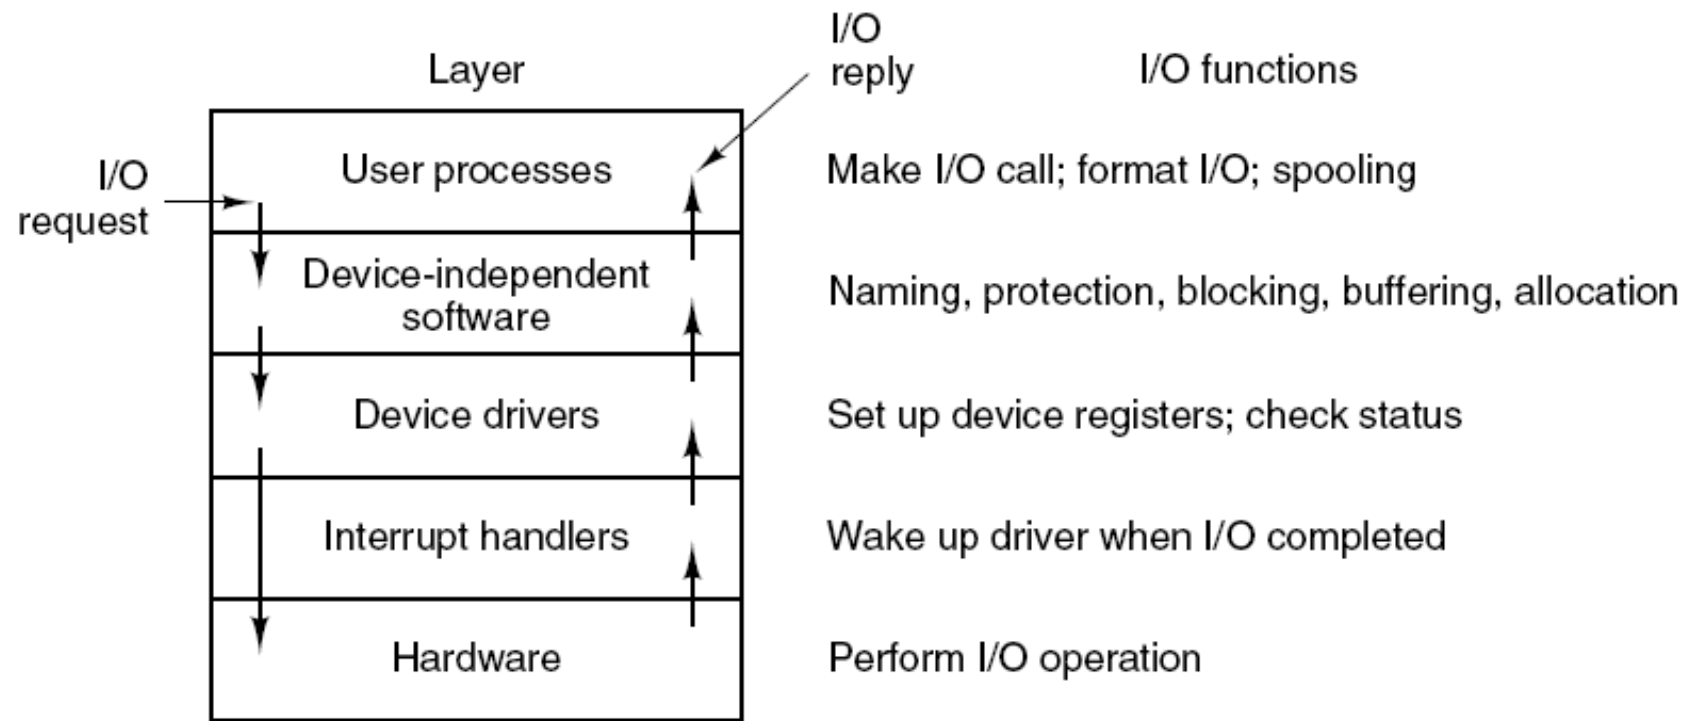 I/O
reply
Layer
I/O functions
I/O
request
User processes
Make I/O call; format I/O; spooling
Device-independent
software
Naming, protection, blocking, buffering, allocation
Device drivers
Set up device registers; check status
Interrupt handlers
Wake up driver when I/O completed
Hardware
Perform I/O operation